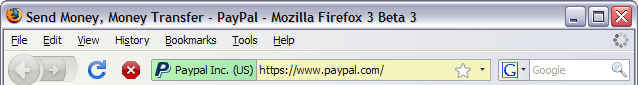 Send Money, Money Transfer - PayPal - Mozilla Firefox 3 Beta 3
File Edit View History Bookmarks Tools Help
Paypal Inc. (US) https://www.paypal.com/ G Google